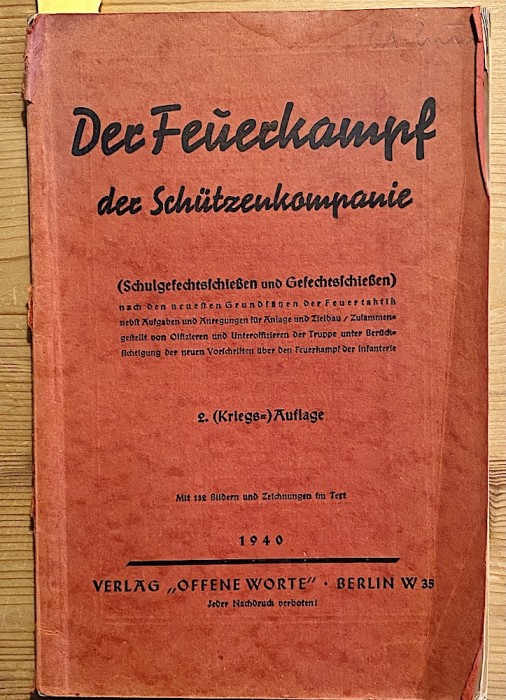 Der Feuerkampf
der Schützenkompanie
(Schulgefechtsschießen und Gefechtsschießen)
nach den neuesten Grundsätzen der Feuertaktik
nebst Aufgaben und Anregungen für Anlage und Zielbau / Zusammen-
gestellt von Offizieren und Unteroffizieren der Truppe unter Berück-
sichtigung der neuen Vorschriften über den Feuerkampf der Infanterie
2. (Kriegs=) Auflage
Mit 132 Bildern und Zeichnungen im Text
1940
VERLAG „OFFENE WORTE" · BERLIN W 35
Jeder Nachdruck verboten!